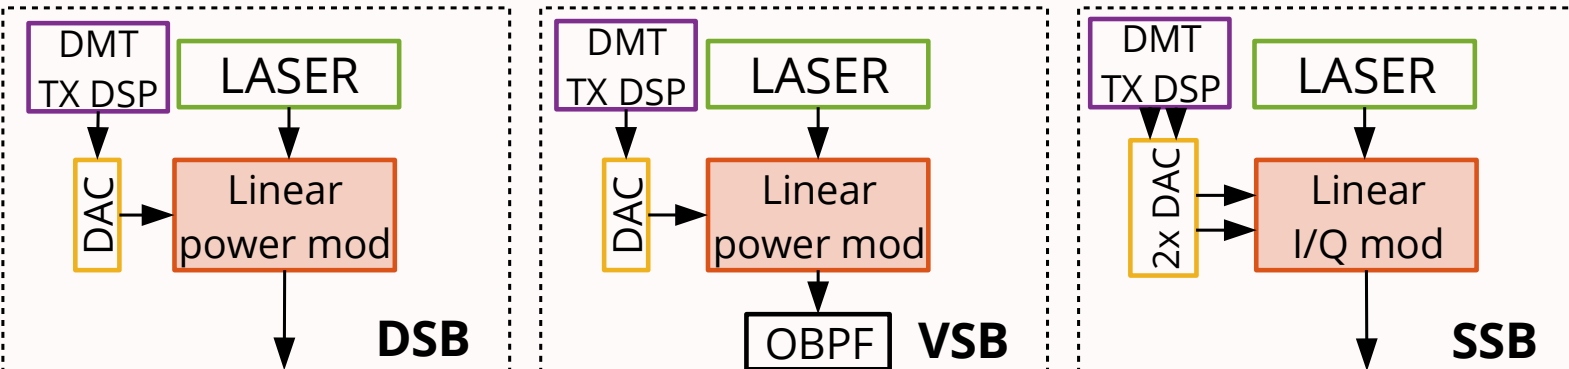 DMT
TX DSP
LASER
DAC
Linear
power mod
DSB
DMT
TX DSP
LASER
DAC
Linear
power mod
OBPF
VSB
DMT
TX DSP
LASER
2x DAC
Linear
I/Q mod
SSB